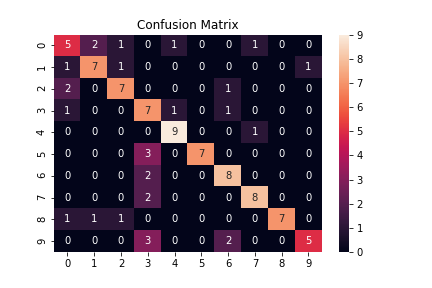 Confusion Matrix
0 5 2 1 0 1 0 0 1 0 0
1 1 7 1 0 0 0 0 0 0 1
2 2 0 7 0 0 0 1 0 0 0
3 1 0 0 7 1 0 1 0 0 0
4 0 0 0 0 9 0 0 1 0 0
5 0 0 0 3 0 7 0 0 0 0
6 0 0 0 2 0 0 8 0 0 0
7 0 0 0 2 0 0 0 8 0 0
8 1 1 1 0 0 0 0 0 7 0
9 0 0 0 3 0 0 2 0 0 5
0 1 2 3 4 5 6 7 8 9
9
8
7
6
5
4
3
2
1
0